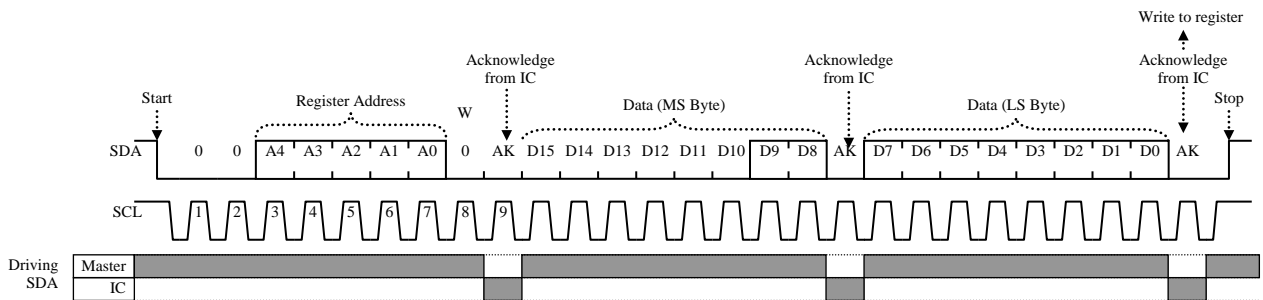 Write to register
Acknowledge from IC
Acknowledge from IC
Acknowledge from IC
Start
Register Address
W
Data (MS Byte)
Data (LS Byte)
Stop
SDA 0 0 A4 A3 A2 A1 A0 0 AK D15 D14 D13 D12 D11 D10 D9 D8 AK D7 D6 D5 D4 D3 D2 D1 D0 AK
SCL 1 2 3 4 5 6 7 8 9
Driving SDA
Master
IC